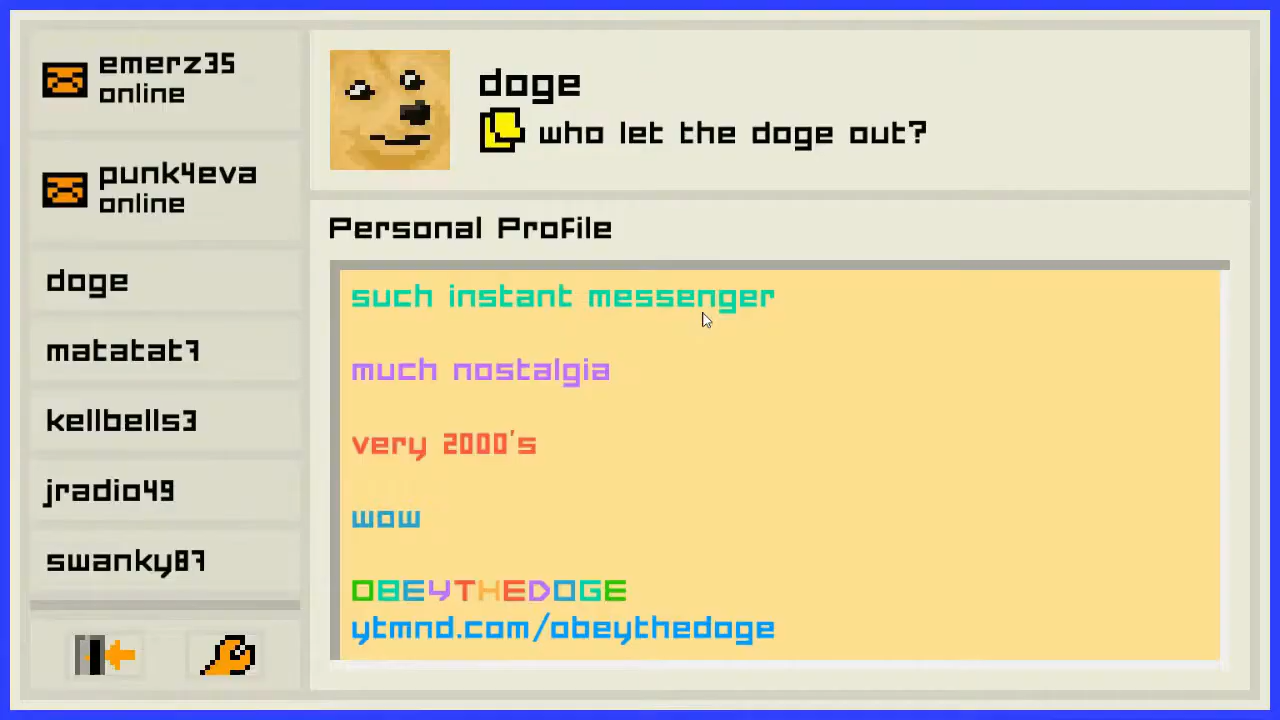 emerz35
online
punk4eva
online
doge
matatat7
kellbells3
jradio49
swanky87
doge
who let the doge out?
Personal Profile
such instant messenger
much nostalgia
very 2000's
wow
OBEYTHEDOGE
ytmnd.com/obeythedoge